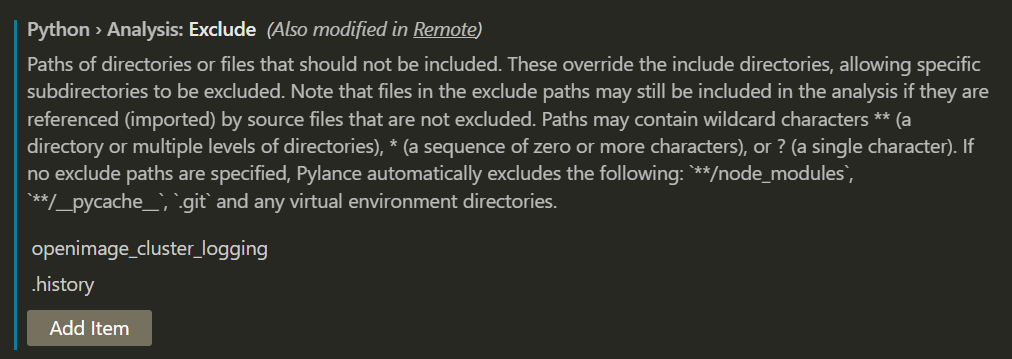 Python › Analysis: Exclude (Also modified in Remote)
Paths of directories or files that should not be included. These override the include directories, allowing specific
subdirectories to be excluded. Note that files in the exclude paths may still be included in the analysis if they are
referenced (imported) by source files that are not excluded. Paths may contain wildcard characters ** (a
directory or multiple levels of directories), * (a sequence of zero or more characters), or ? (a single character). If
no exclude paths are specified, Pylance automatically excludes the following: `**/node_modules`,
`**/__pycache__`, `.git` and any virtual environment directories.
openimage_cluster_logging
.history
Add Item